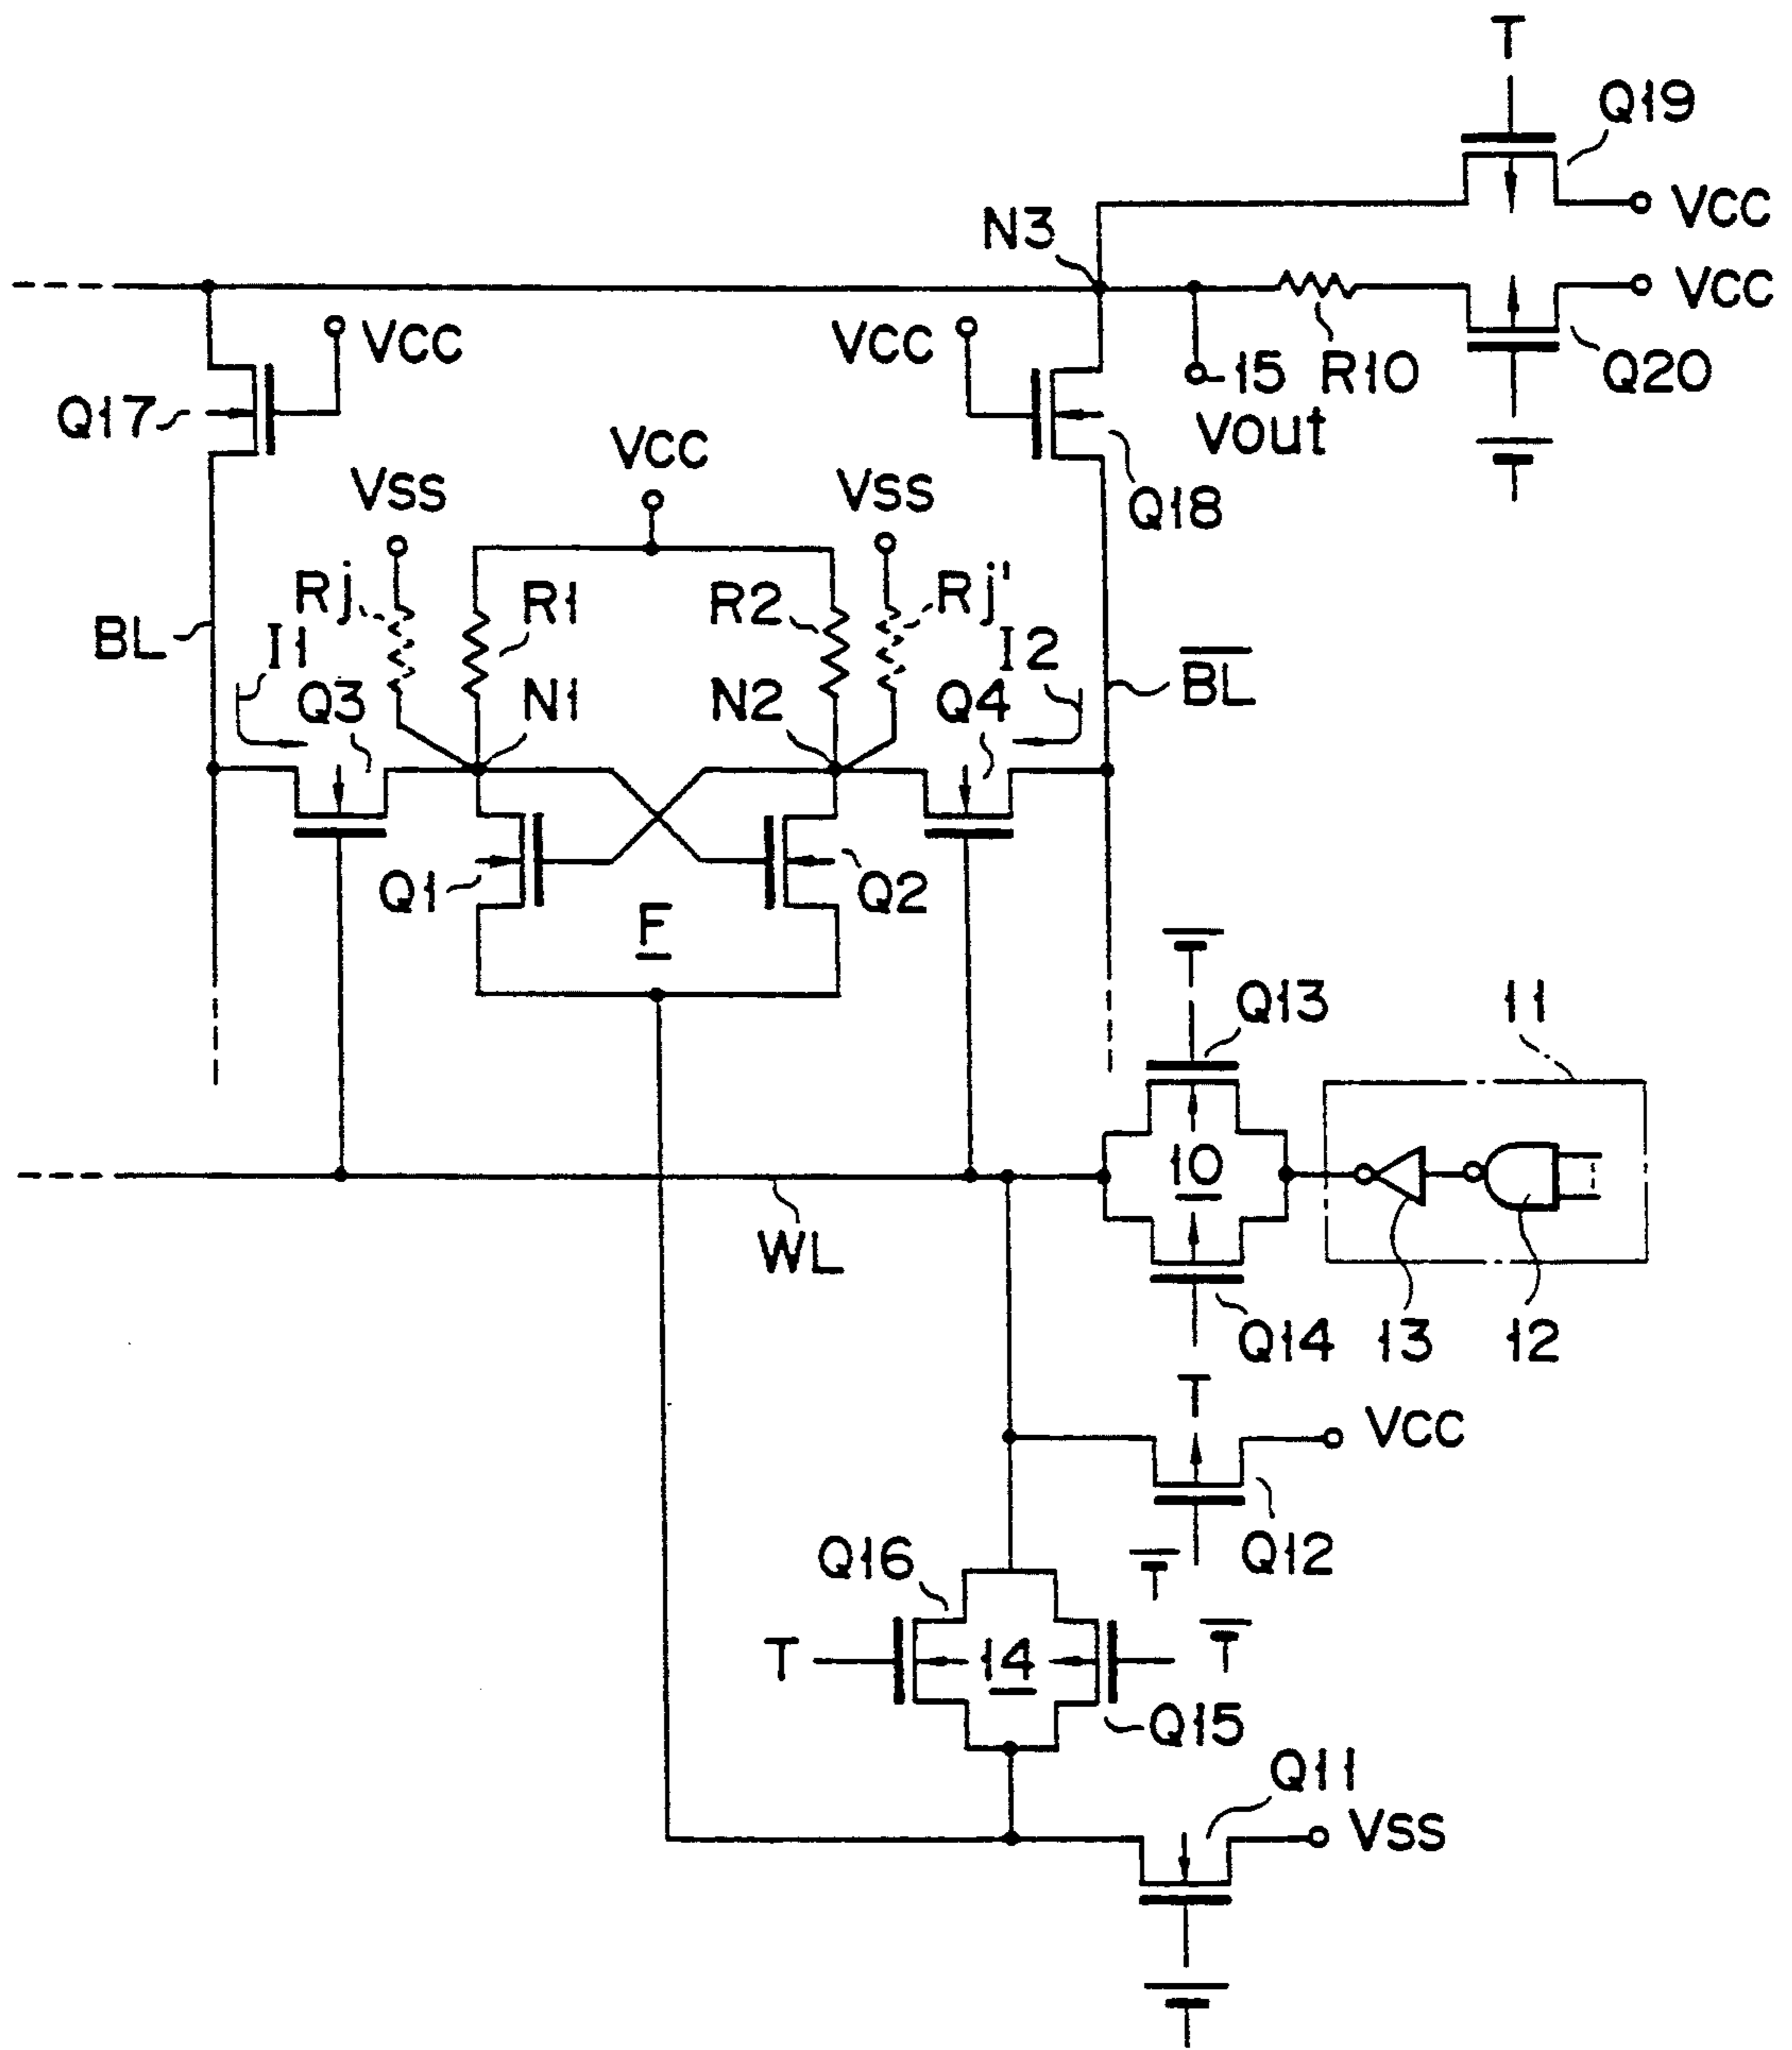 T
Q19
VCC
N3
VCC
VCC
VCC
15
R10
Q20
Q17
Vout
VCC
VSS
VSS
Q18
Rj
R1
R2
Rj'
BL
I1
I2
BL
Q3
N1
N2
Q4
Q1
Q2
F
Q13
11
10
WL
Q14
13
12
T
VCC
Q16
Q12
T
14
T
T
Q15
Q11
VSS
T